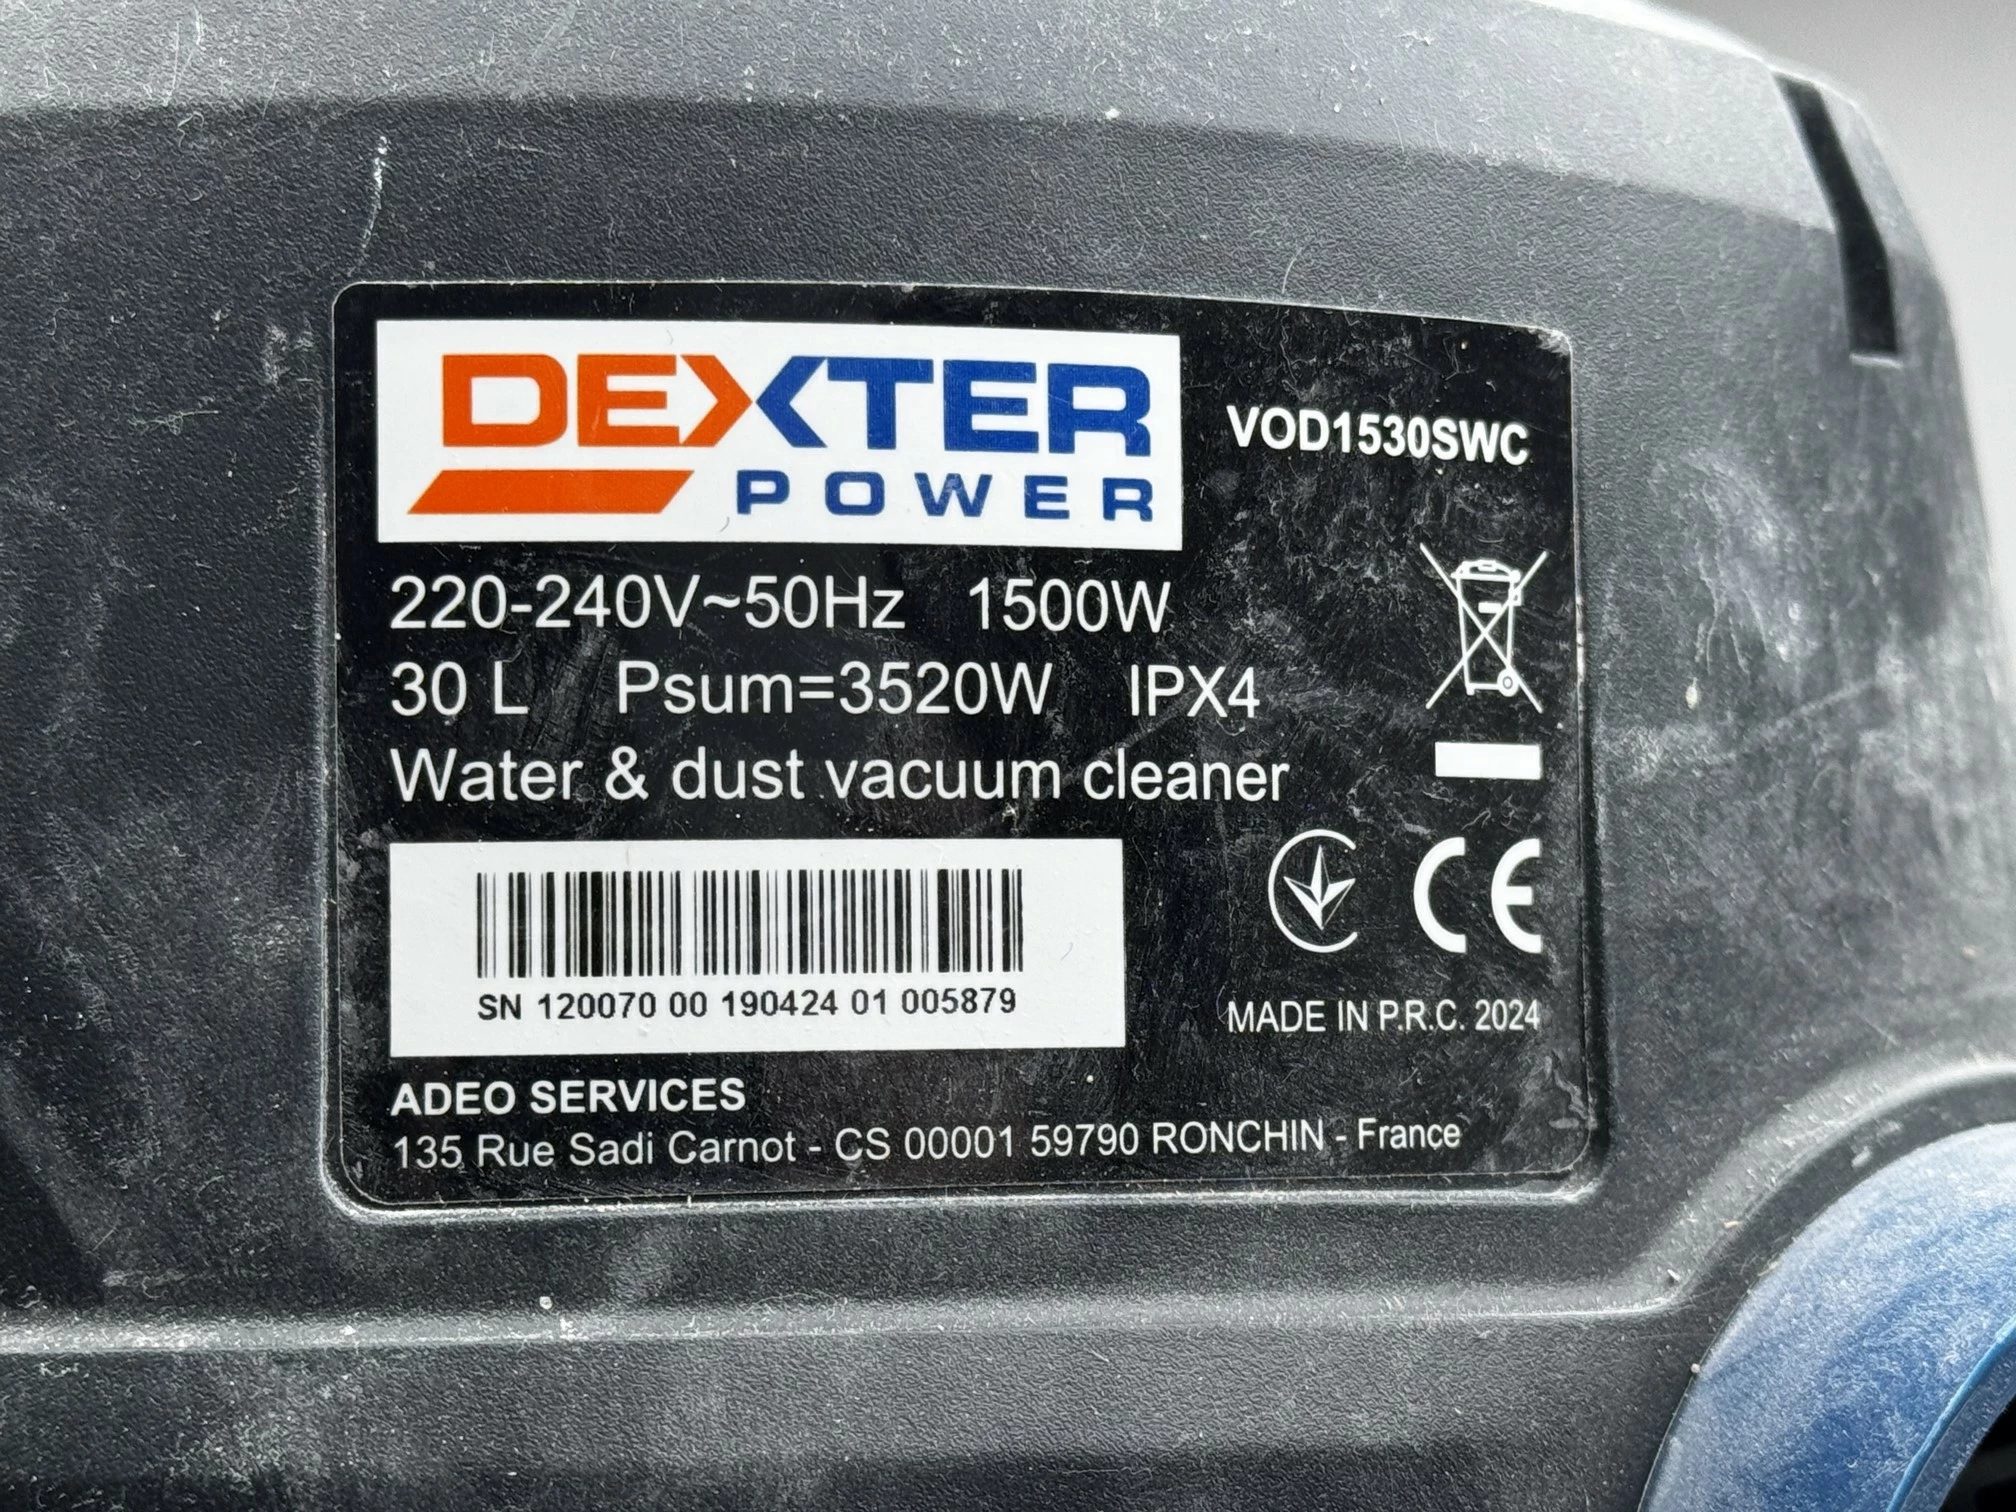 DEXTER
POWER
VOD1530SWC
220-240V~50Hz 1500W
30 L Psum=3520W IPX4
Water & dust vacuum cleaner
CE
SN 120070 00 190424 01 005879
MADE IN P.R.C. 2024
ADEO SERVICES
135 Rue Sadi Carnot - CS 00001 59790 RONCHIN - France